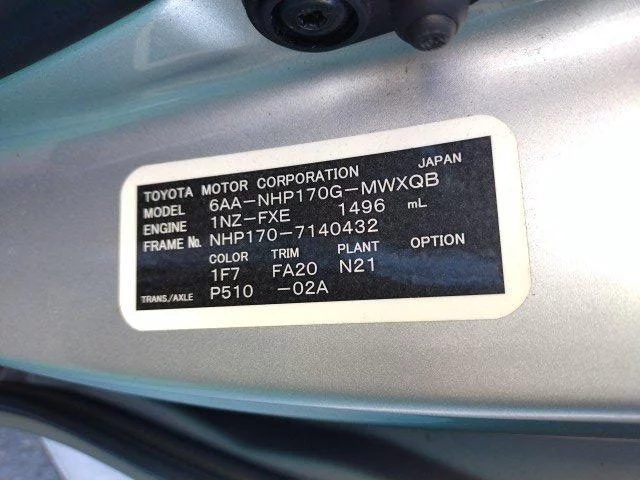 TOYOTA MOTOR CORPORATION JAPAN
MODEL 6AA-NHP170G-MWXQB
ENGINE 1NZ-FXE 1496 mL
FRAME No. NHP170-7140432
COLOR TRIM PLANT OPTION
1F7 FA20 N21
TRANS./AXLE P510 -02A